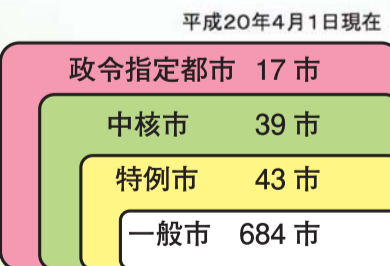 平成20年4月1日現在
政令指定都市 17 市
中核市 39 市
特例市 43 市
一般市 684 市